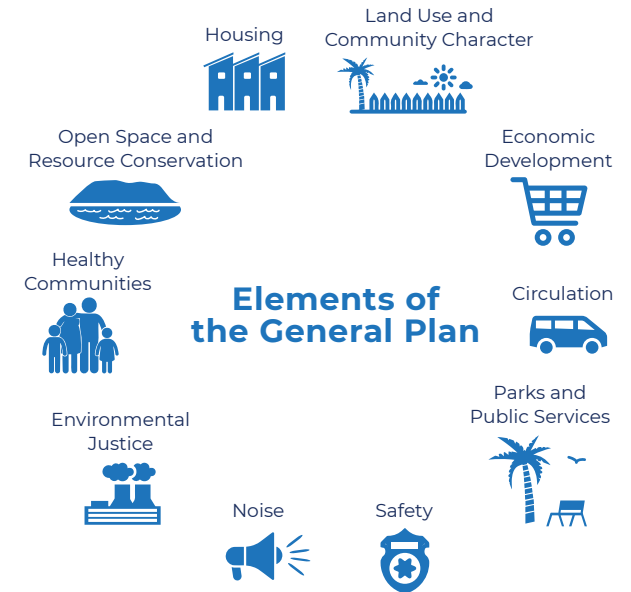 Housing
Land Use and
Community Character
Open Space and
Resource Conservation
Economic
Development
Healthy
Communities
Elements of
the General Plan
Circulation
Parks and
Public Services
Environmental
Justice
Noise
Safety